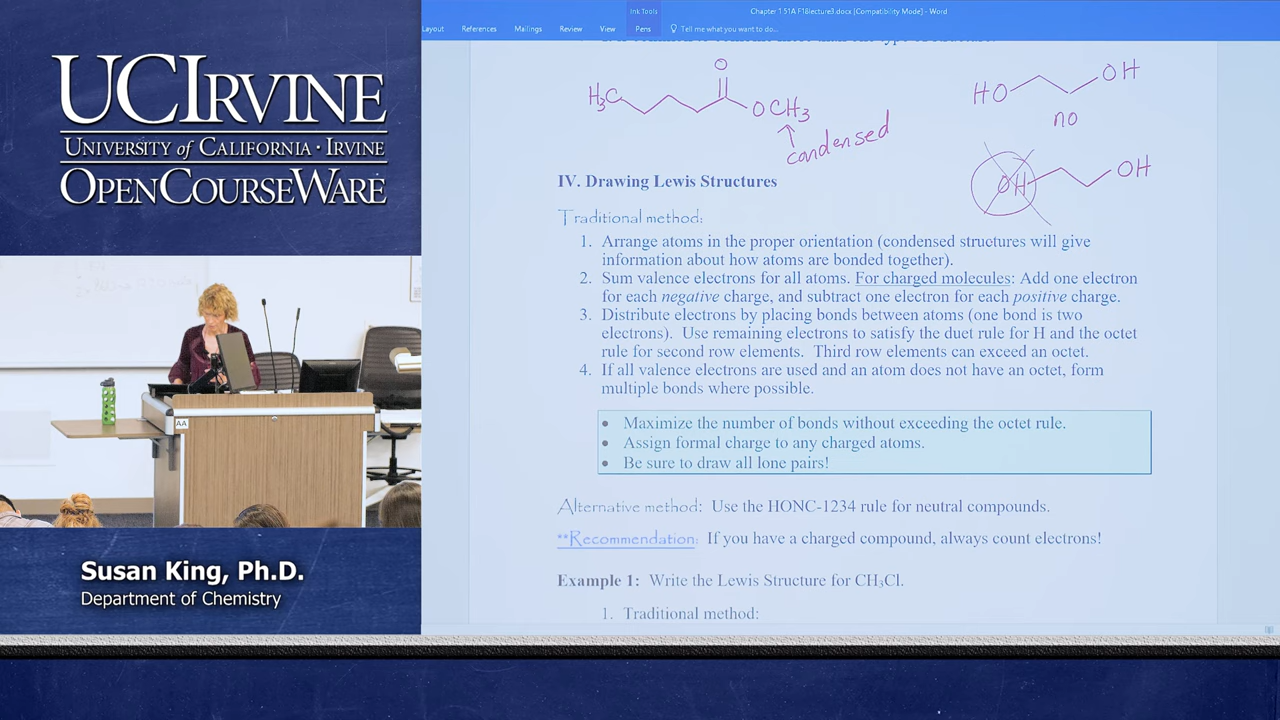 UCIRVINE
UNIVERSITY of CALIFORNIA · IRVINE
OPENCOURSEWARE
AA
Susan King, Ph.D.
Department of Chemistry
Ink Tools
Chapter 1 51A F18lecture3.docx [Compatibility Mode] - Word
Layout References Mailings Review View Pens Tell me what you want to do...
O
H₃C OCH₃
condensed
HO OH
no
OH OH
IV. Drawing Lewis Structures
Traditional method:
1. Arrange atoms in the proper orientation (condensed structures will give
information about how atoms are bonded together).
2. Sum valence electrons for all atoms. For charged molecules: Add one electron
for each negative charge, and subtract one electron for each positive charge.
3. Distribute electrons by placing bonds between atoms (one bond is two
electrons). Use remaining electrons to satisfy the duet rule for H and the octet
rule for second row elements. Third row elements can exceed an octet.
4. If all valence electrons are used and an atom does not have an octet, form
multiple bonds where possible.
• Maximize the number of bonds without exceeding the octet rule.
• Assign formal charge to any charged atoms.
• Be sure to draw all lone pairs!
Alternative method: Use the HONC-1234 rule for neutral compounds.
**Recommendation: If you have a charged compound, always count electrons!
Example 1: Write the Lewis Structure for CH₃Cl.
1. Traditional method: